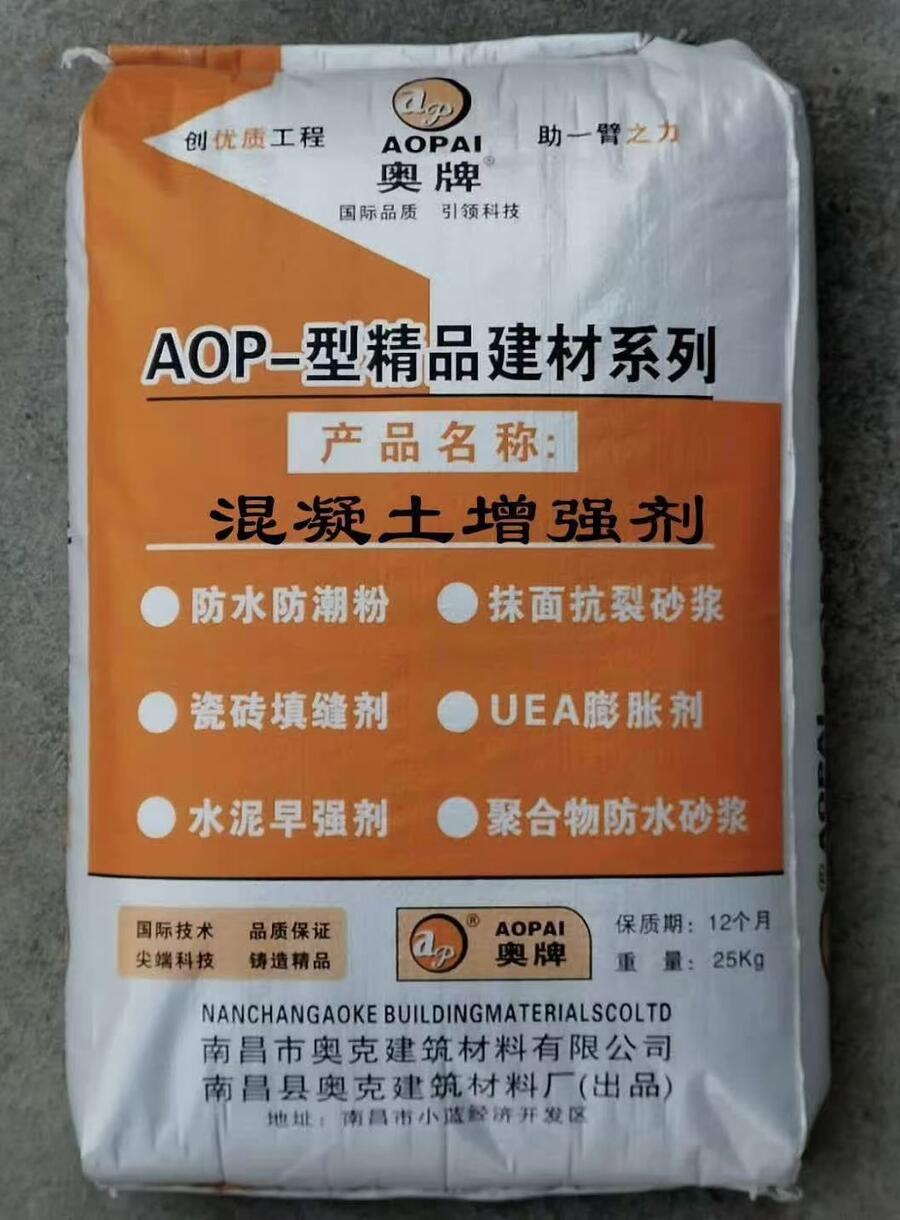 创优质工程
ap
AOPAI
奥牌®
助一臂之力
国际品质 引领科技
AOP-型精品建材系列
产品名称:
混凝土增强剂
防水防潮粉
抹面抗裂砂浆
瓷砖填缝剂
UEA膨胀剂
水泥早强剂
聚合物防水砂浆
国际技术 品质保证
尖端科技 铸造精品
ap®
AOPAI
奥牌
保质期: 12个月
重 量: 25Kg
NANCHANGAOKE BUILDINGMATERIALSCOLTD
南昌市奥克建筑材料有限公司
南昌县奥克建筑材料厂(出品)
地址: 南昌市小蓝经济开发区
AOPAI